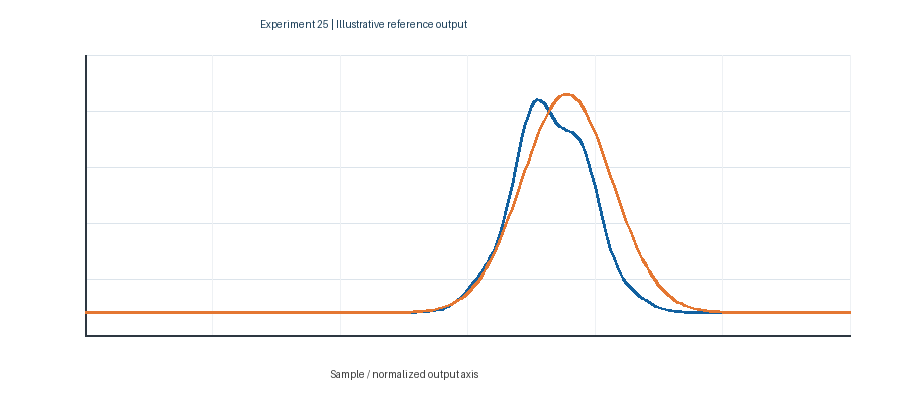 Experiment 25 | Illustrative reference output
Sample / normalized output axis